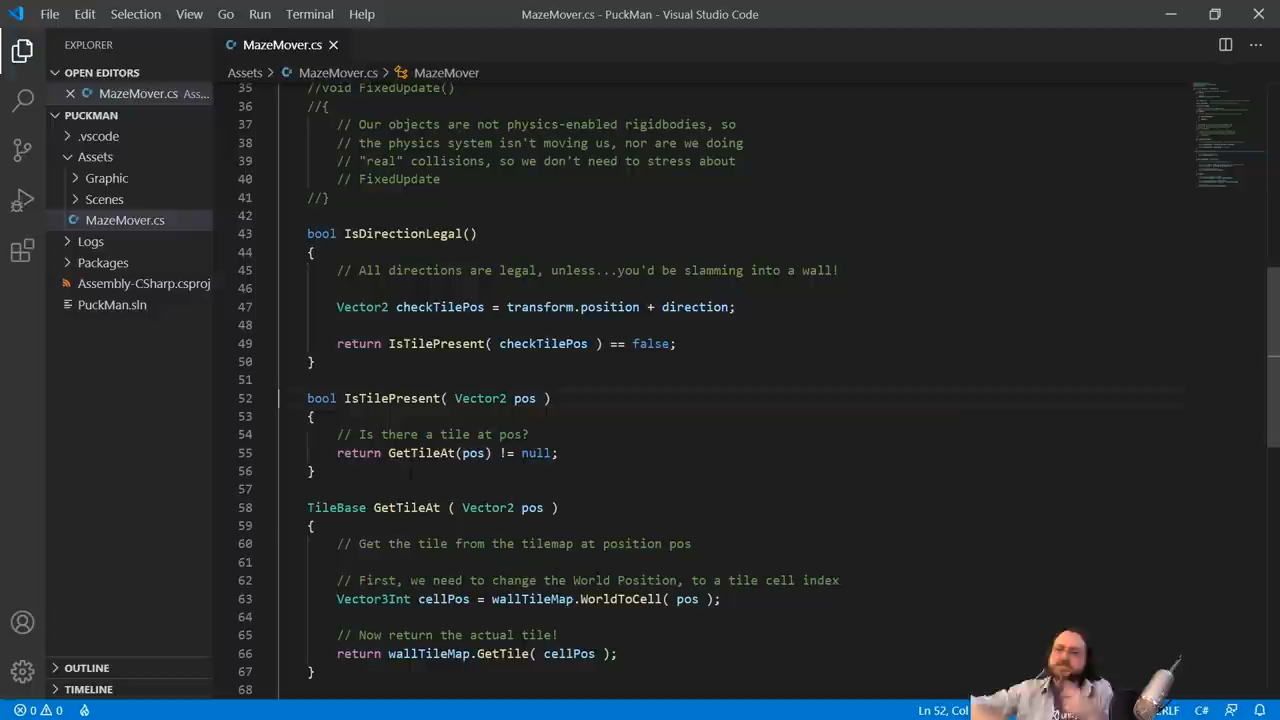 File Edit Selection View Go Run Terminal Help
MazeMover.cs - PuckMan - Visual Studio Code
EXPLORER
OPEN EDITORS
MazeMover.cs Ass...
PUCKMAN
.vscode
Assets
Graphic
Scenes
MazeMover.cs
Logs
Packages
Assembly-CSharp.csproj
PuckMan.sln
OUTLINE
TIMELINE
MazeMover.cs
Assets > MazeMover.cs > MazeMover
35 //void FixedUpdate()
36 //{
37 // Our objects are not physics-enabled rigidbodies, so
38 // the physics system isn't moving us, nor are we doing
39 // "real" collisions, so we don't need to stress about
40 // FixedUpdate
41 //}
42
43 bool IsDirectionLegal()
44 {
45 // All directions are legal, unless...you'd be slamming into a wall!
46
47 Vector2 checkTilePos = transform.position + direction;
48
49 return IsTilePresent( checkTilePos ) == false;
50 }
51
52 bool IsTilePresent( Vector2 pos )
53 {
54 // Is there a tile at pos?
55 return GetTileAt(pos) != null;
56 }
57
58 TileBase GetTileAt ( Vector2 pos )
59 {
60 // Get the tile from the tilemap at position pos
61
62 // First, we need to change the World Position, to a tile cell index
63 Vector3Int cellPos = wallTileMap.WorldToCell( pos );
64
65 // Now return the actual tile!
66 return wallTileMap.GetTile( cellPos );
67 }
68
0 0 Ln 52, Col RLF C#